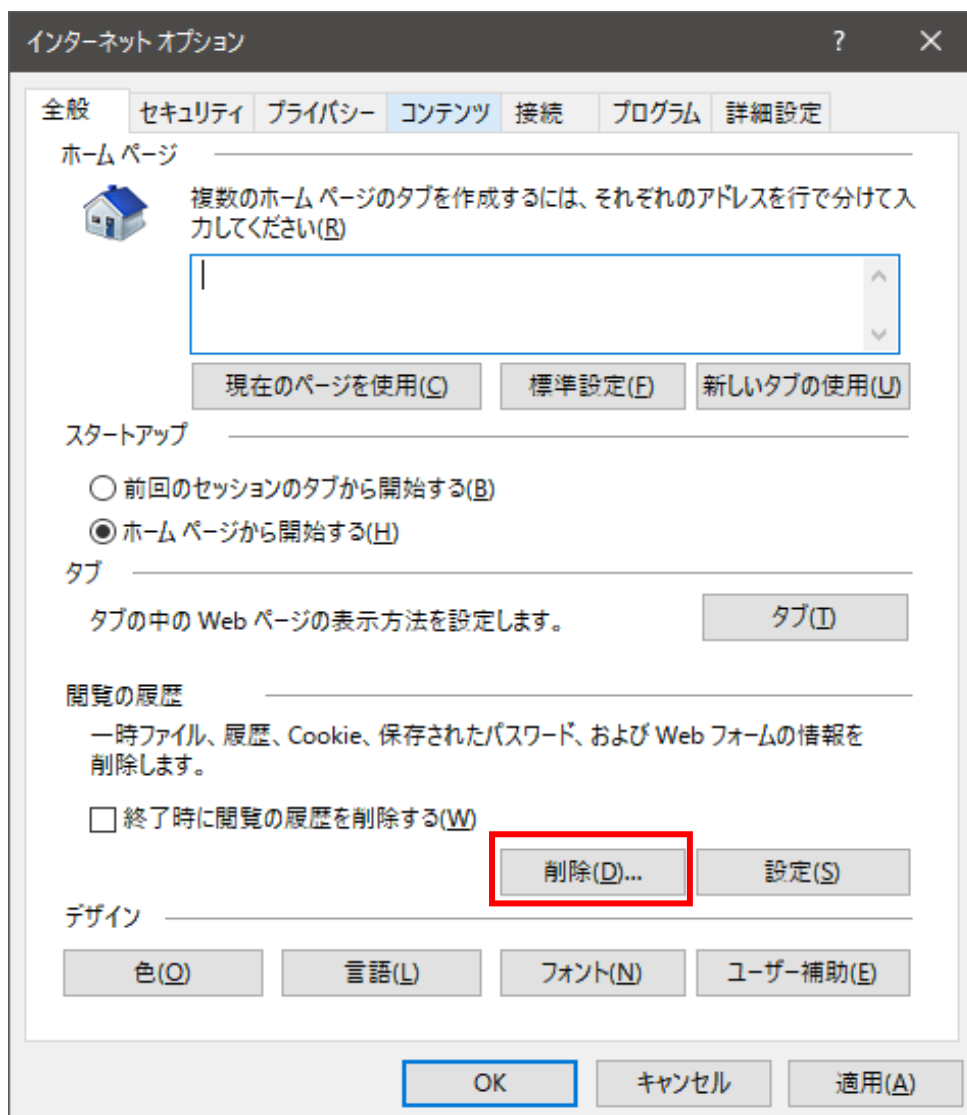 インターネット オプション ? ×
全般 セキュリティ プライバシー コンテンツ 接続 プログラム 詳細設定
ホーム ページ
複数のホーム ページのタブを作成するには、それぞれのアドレスを行で分けて入
力してください(R)
現在のページを使用(C) 標準設定(F) 新しいタブの使用(U)
スタートアップ
前回のセッションのタブから開始する(B)
ホーム ページから開始する(H)
タブ
タブの中の Web ページの表示方法を設定します。 タブ(T)
閲覧の履歴
一時ファイル、履歴、Cookie、保存されたパスワード、および Web フォームの情報を
削除します。
終了時に閲覧の履歴を削除する(W)
削除(D)... 設定(S)
デザイン
色(O) 言語(L) フォント(N) ユーザー補助(E)
OK キャンセル 適用(A)